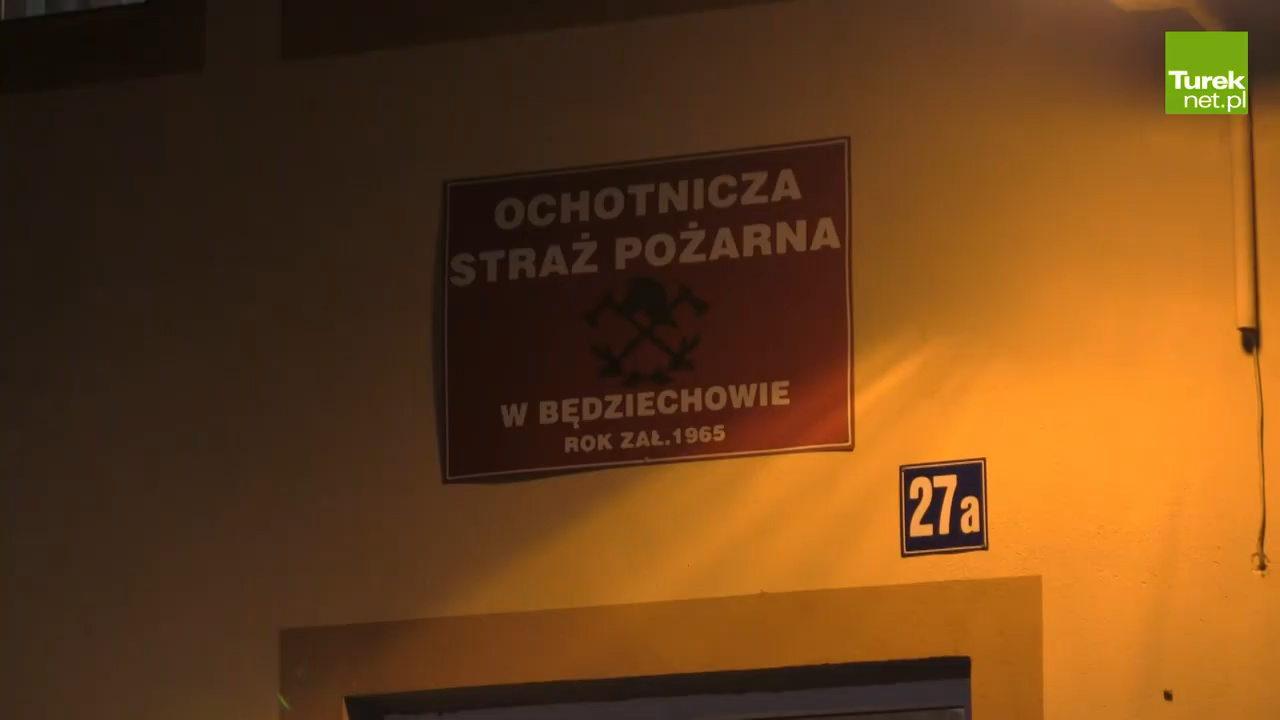 Turek
net.pl
OCHOTNICZA
STRAŻ POŻARNA
W BĘDZIECHOWIE
ROK ZAŁ.1965
27a